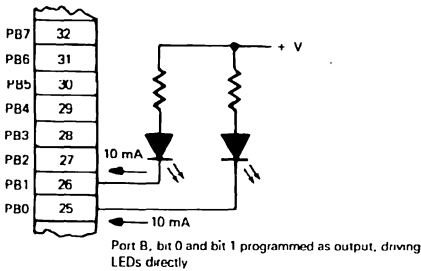 PB7 32
PB6 31
PB5 30
PB4 29
PB3 28
PB2 27
PB1 26
PB0 25
+ V
10 mA
10 mA
Port B, bit 0 and bit 1 programmed as output, driving
LEDs directly